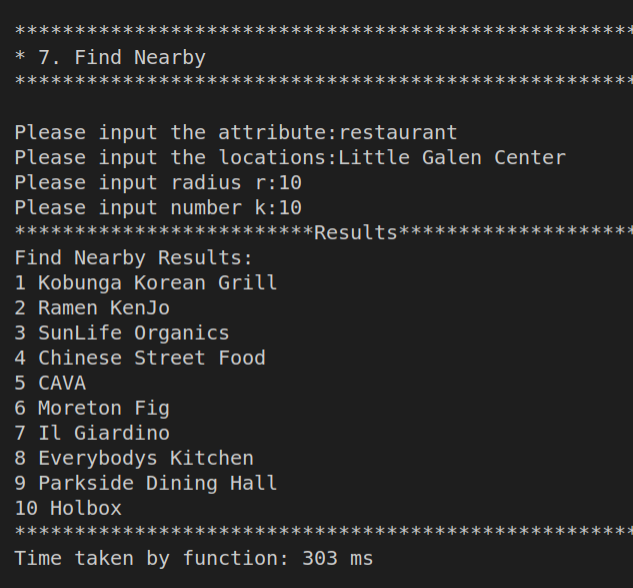 *****************************************************
* 7. Find Nearby
*****************************************************
Please input the attribute:restaurant
Please input the locations:Little Galen Center
Please input radius r:10
Please input number k:10
*************************Results********************
Find Nearby Results:
1 Kobunga Korean Grill
2 Ramen KenJo
3 SunLife Organics
4 Chinese Street Food
5 CAVA
6 Moreton Fig
7 Il Giardino
8 Everybodys Kitchen
9 Parkside Dining Hall
10 Holbox
*****************************************************
Time taken by function: 303 ms